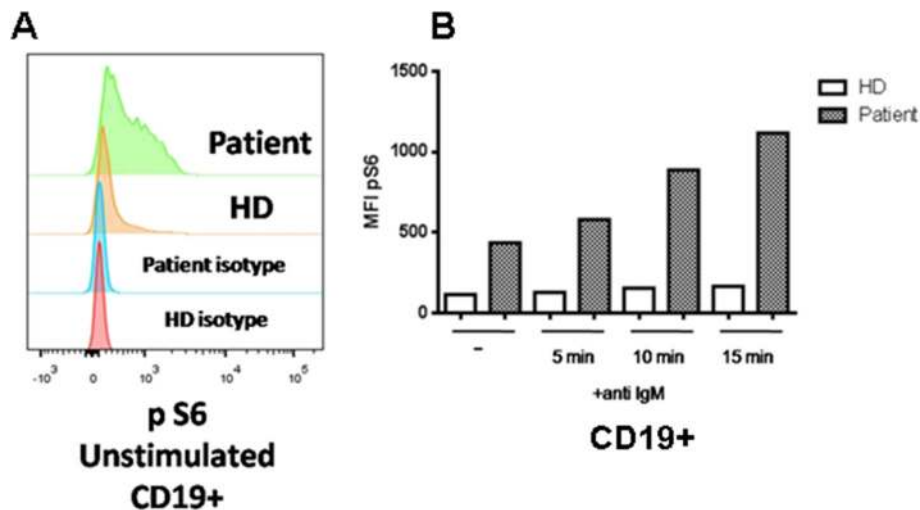 A
Patient
HD
Patient isotype
HD isotype
-10³ 0 10³ 10⁴ 10⁵
p S6
Unstimulated
CD19+
B
1500
1000
500
0
MFI pS6
HD
Patient
– 5 min 10 min 15 min
+anti IgM
CD19+